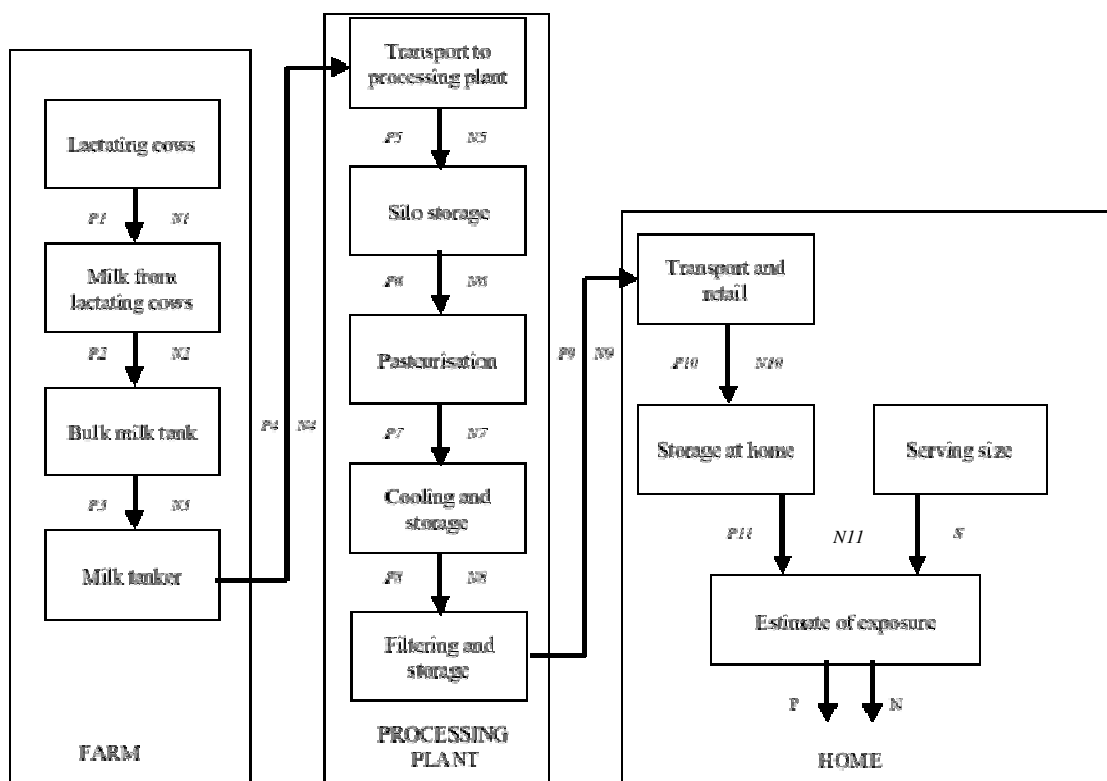 Lactating cows
P1 N1
Milk from
lactating cows
P2 N2
Bulk milk tank
P3 N3
Milk tanker
FARM
P4 N4
Transport to
processing plant
P5 N5
Silo storage
P6 N6
Pasteurisation
P7 N7
Cooling and
storage
P8 N8
Filtering and
storage
PROCESSING
PLANT
P9 N9
Transport and
retail
P10 N10
Storage at home
Serving size
P11 N11 S
Estimate of exposure
P N
HOME